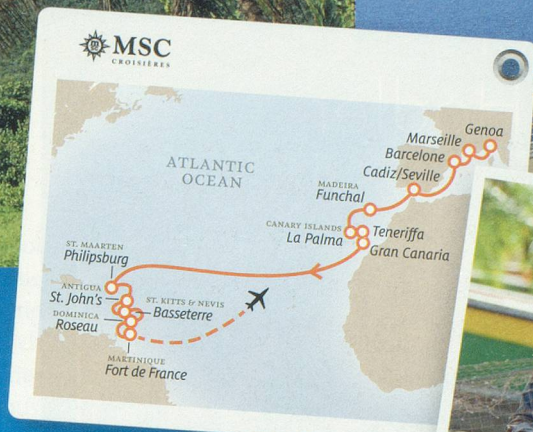 MSC
CROISIÈRES
Genoa
Marseille
Barcelone
Cadiz/Seville
ATLANTIC
OCEAN
MADEIRA
Funchal
CANARY ISLANDS
La Palma
Teneriffa
Gran Canaria
ST. MAARTEN
Philipsburg
ANTIGUA
St. John's
ST. KITTS & NEVIS
Basseterre
DOMINICA
Roseau
MARTINIQUE
Fort de France